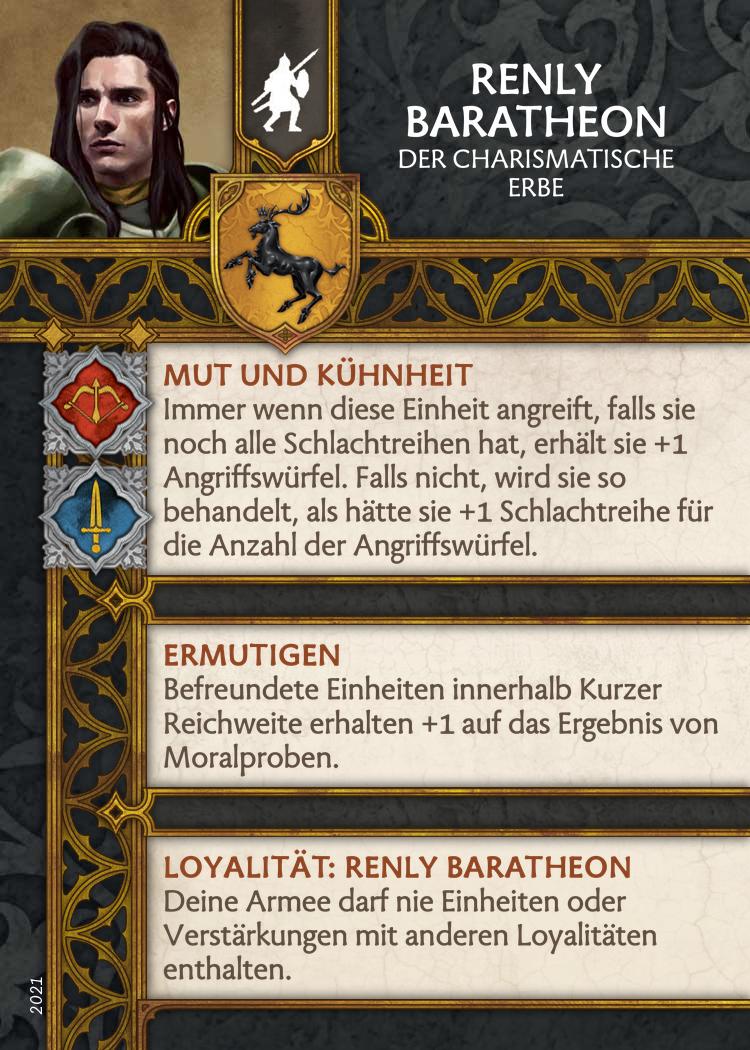 RENLY
BARATHEON
DER CHARISMATISCHE
ERBE
MUT UND KÜHNHEIT
Immer wenn diese Einheit angreift, falls sie
noch alle Schlachtreihen hat, erhält sie +1
Angriffswürfel. Falls nicht, wird sie so
behandelt, als hätte sie +1 Schlachtreihe für
die Anzahl der Angriffswürfel.
ERMUTIGEN
Befreundete Einheiten innerhalb Kurzer
Reichweite erhalten +1 auf das Ergebnis von
Moralproben.
LOYALITÄT: RENLY BARATHEON
Deine Armee darf nie Einheiten oder
Verstärkungen mit anderen Loyalitäten
enthalten.
2021